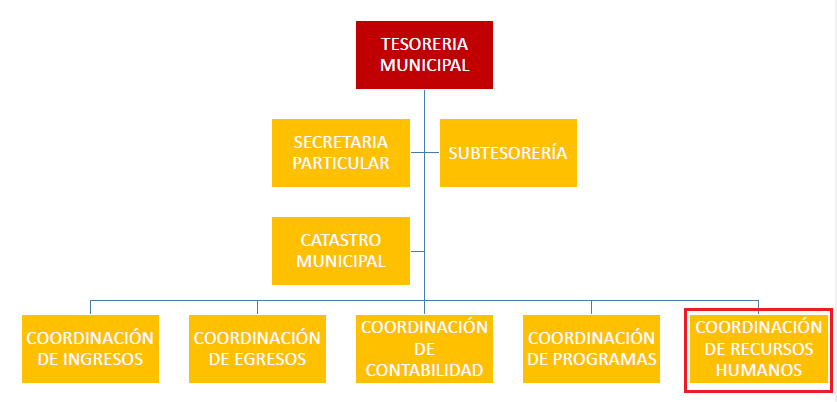 TESORERIA
MUNICIPAL
SECRETARIA
PARTICULAR
SUBTESORERÍA
CATASTRO
MUNICIPAL
COORDINACIÓN
DE INGRESOS
COORDINACIÓN
DE EGRESOS
COORDINACIÓN
DE
CONTABILIDAD
COORDINACIÓN
DE PROGRAMAS
COORDINACIÓN
DE RECURSOS
HUMANOS